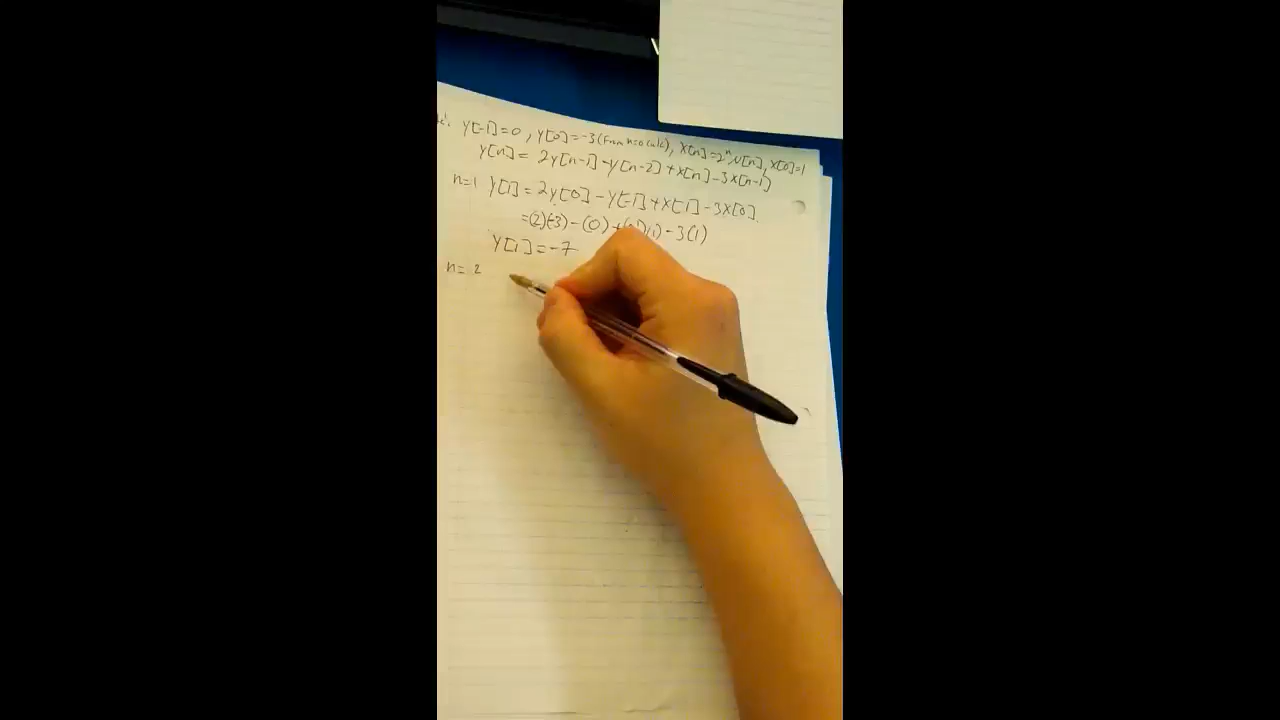 Y[-1]=0, Y[0]=-3 (From n=0 calc), X[n]=2ⁿu[n], X[0]=1
Y[n]= 2Y[n-1]-Y[n-2]+X[n]-3X[n-1]
n=1 Y[1]=2Y[0]-Y[-1]+X[1]-3X[0]
=(2)(-3)-(0)+ -3(1)
Y[1]=-7
n= 2